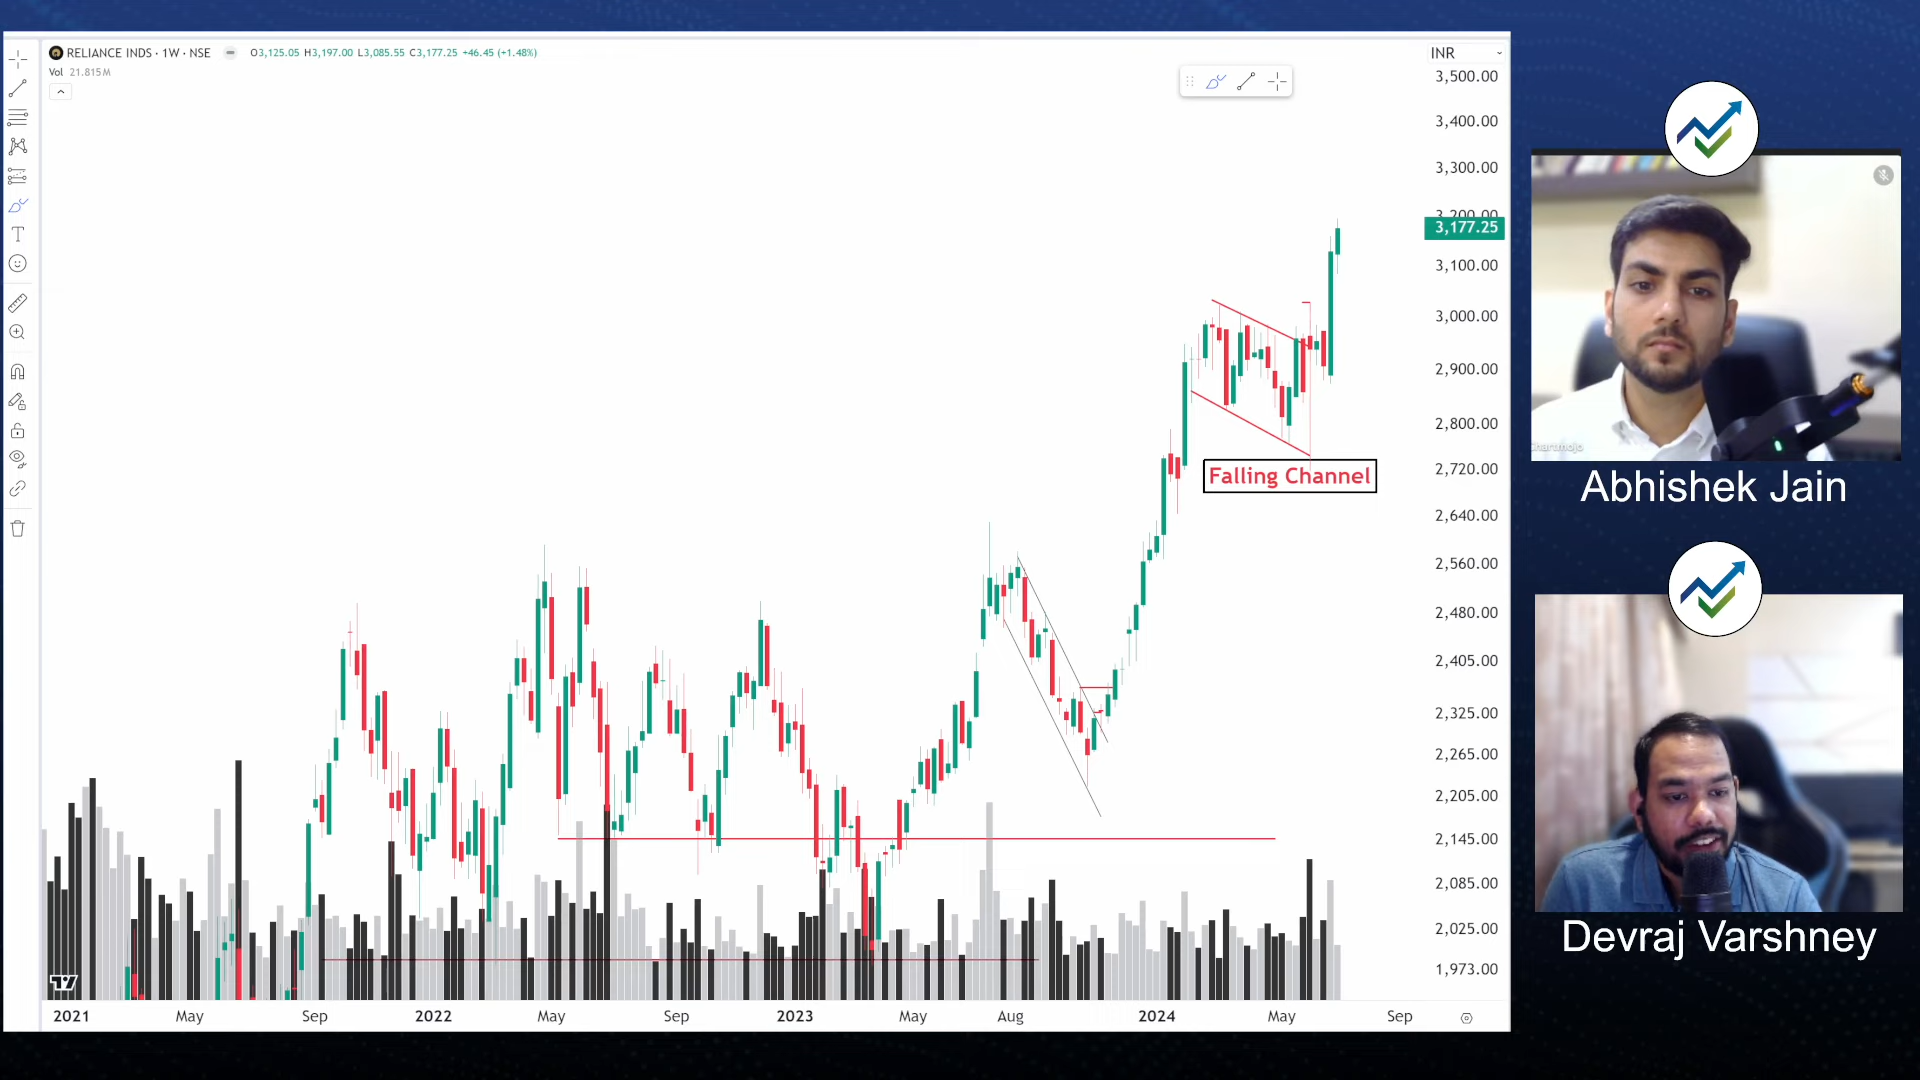 RELIANCE INDS · 1W · NSE O3,125.05 H3,197.00 L3,085.55 C3,177.25 +46.45 (+1.48%)
Vol 21.815M
INR
3,500.00
3,400.00
3,300.00
3,200.00
3,177.25
3,100.00
3,000.00
2,900.00
2,800.00
2,720.00
2,640.00
2,560.00
2,480.00
2,405.00
2,325.00
2,265.00
2,205.00
2,145.00
2,085.00
2,025.00
1,973.00
Falling Channel
2021 May Sep 2022 May Sep 2023 May Aug 2024 May Sep
Chartmojo
Abhishek Jain
Devraj Varshney